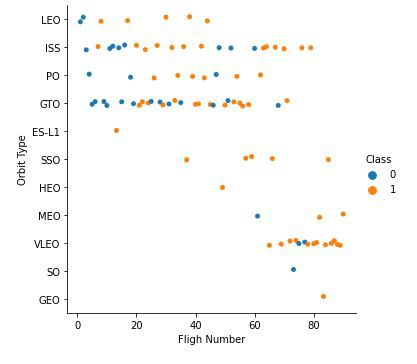 LEO
ISS
PO
GTO
ES-L1
SSO
HEO
MEO
VLEO
SO
GEO
Orbit Type
0 20 40 60 80
Fligh Number
Class
0
1